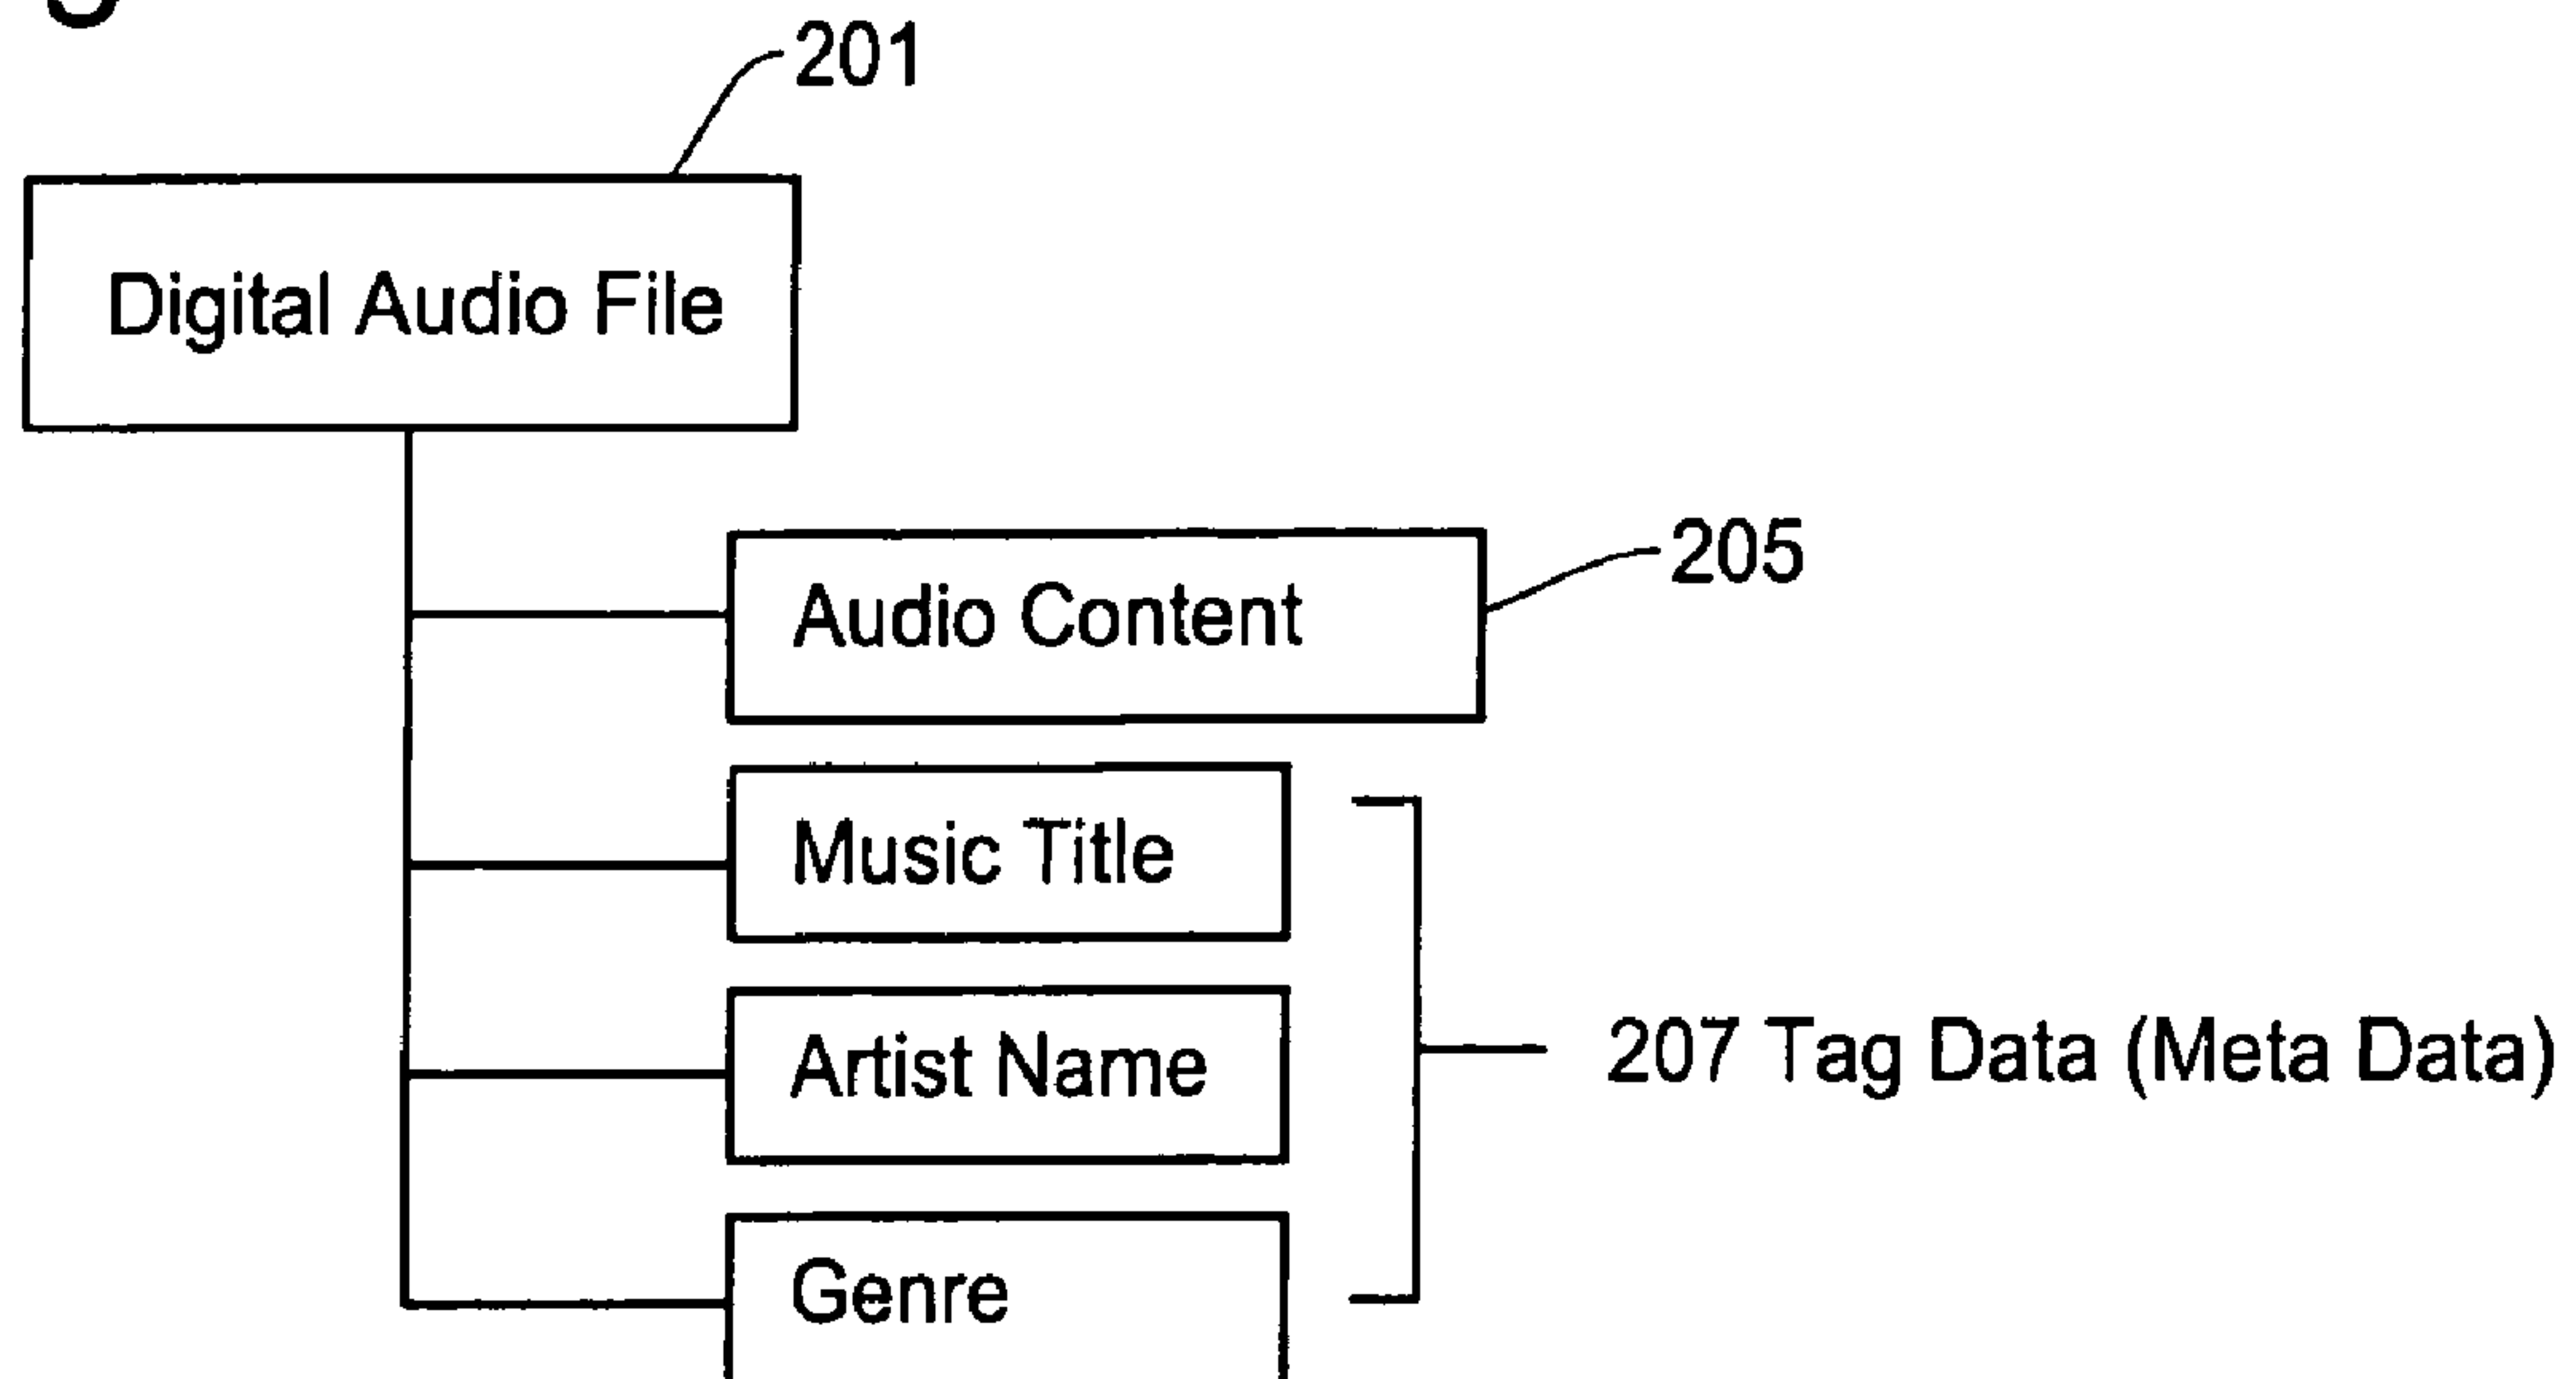 201
Digital Audio File
Audio Content
205
Music Title
Artist Name
207 Tag Data (Meta Data)
Genre